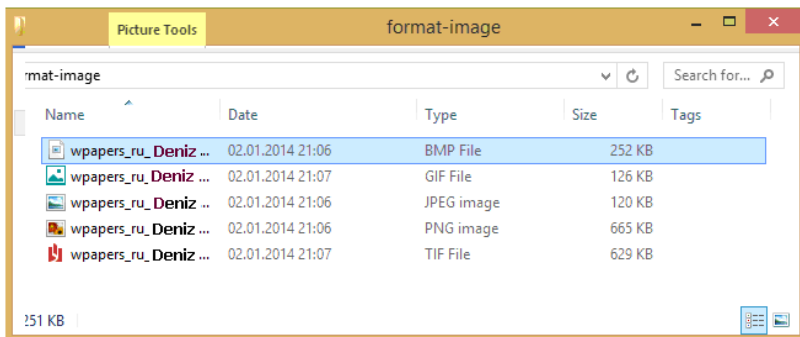 Picture Tools format-image
rmat-image Search for...
Name Date Type Size Tags
wpapers_ru_Deniz ... 02.01.2014 21:06 BMP File 252 KB
wpapers_ru_Deniz ... 02.01.2014 21:07 GIF File 126 KB
wpapers_ru_Deniz ... 02.01.2014 21:06 JPEG image 120 KB
wpapers_ru_Deniz ... 02.01.2014 21:06 PNG image 665 KB
wpapers_ru_Deniz ... 02.01.2014 21:07 TIF File 629 KB
251 KB